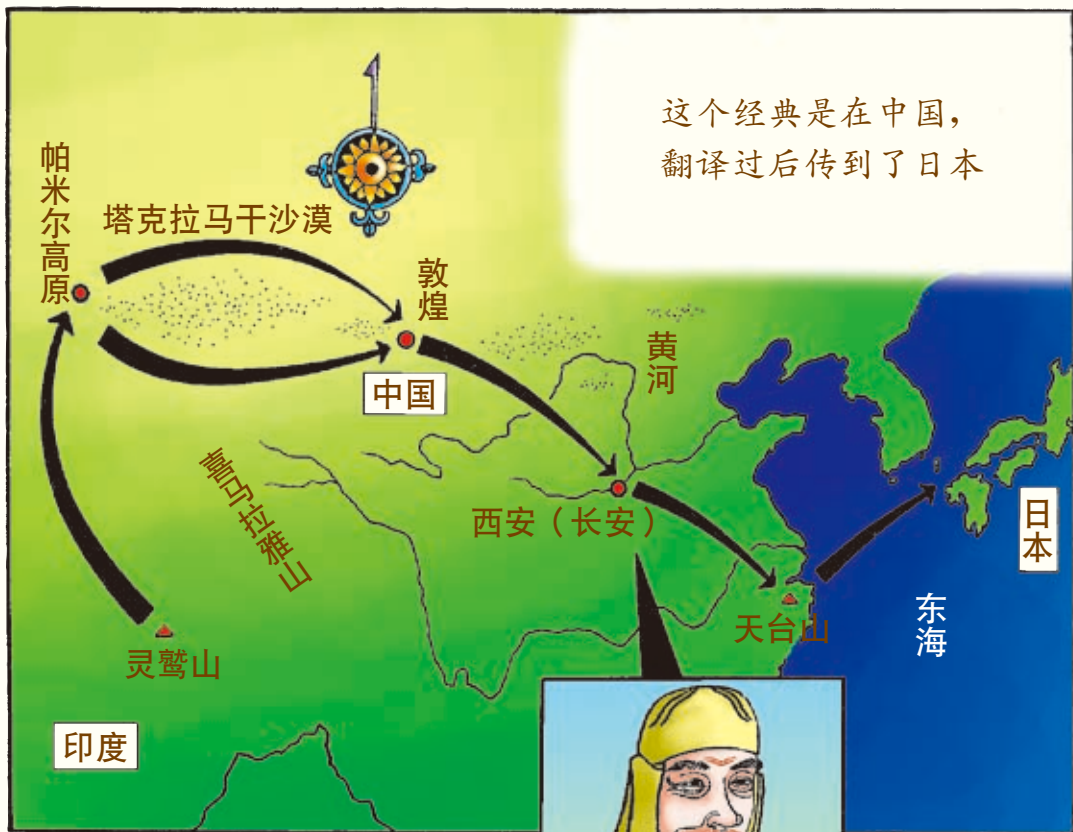 这个经典是在中国，
翻译过后传到了日本
帕米尔高原
塔克拉马干沙漠
敦煌
黄河
中国
喜马拉雅山
西安（长安）
日本
天台山
东海
灵鹫山
印度